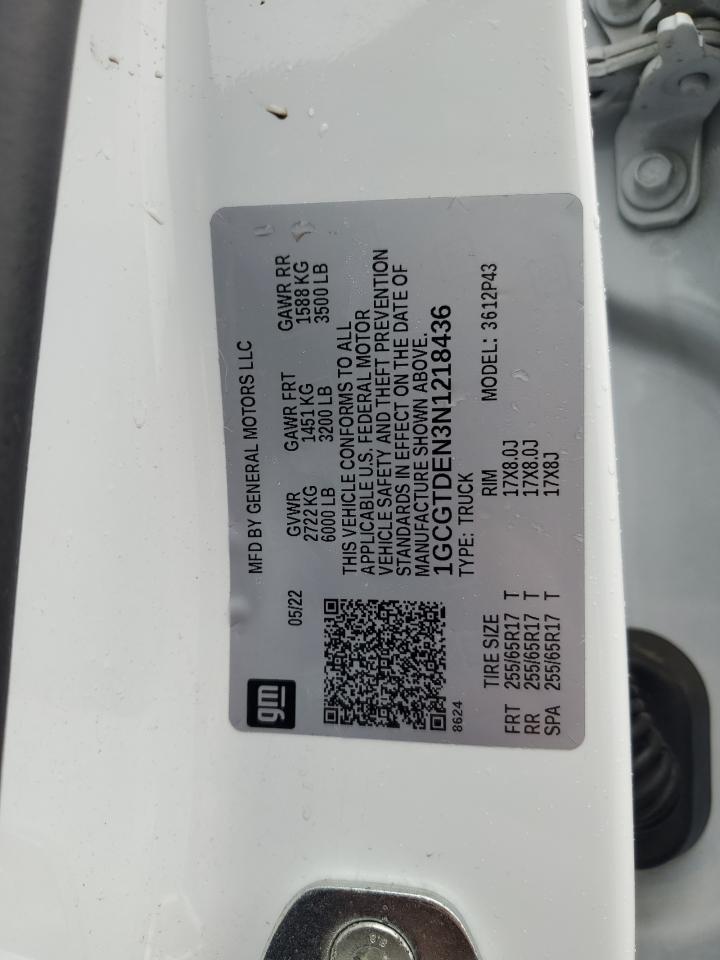 gm
MFD BY GENERAL MOTORS LLC
05/22
GVWR GAWR FRT GAWR RR
2722 KG 1451 KG 1588 KG
6000 LB 3200 LB 3500 LB
THIS VEHICLE CONFORMS TO ALL
APPLICABLE U.S. FEDERAL MOTOR
VEHICLE SAFETY AND THEFT PREVENTION
STANDARDS IN EFFECT ON THE DATE OF
MANUFACTURE SHOWN ABOVE.
1GCGTDEN3N1218436
8624 TYPE: TRUCK
MODEL: 3612P43
TIRE SIZE RIM
FRT 255/65R17 T 17X8.0J
RR 255/65R17 T 17X8.0J
SPA 255/65R17 T 17X8J
8.8